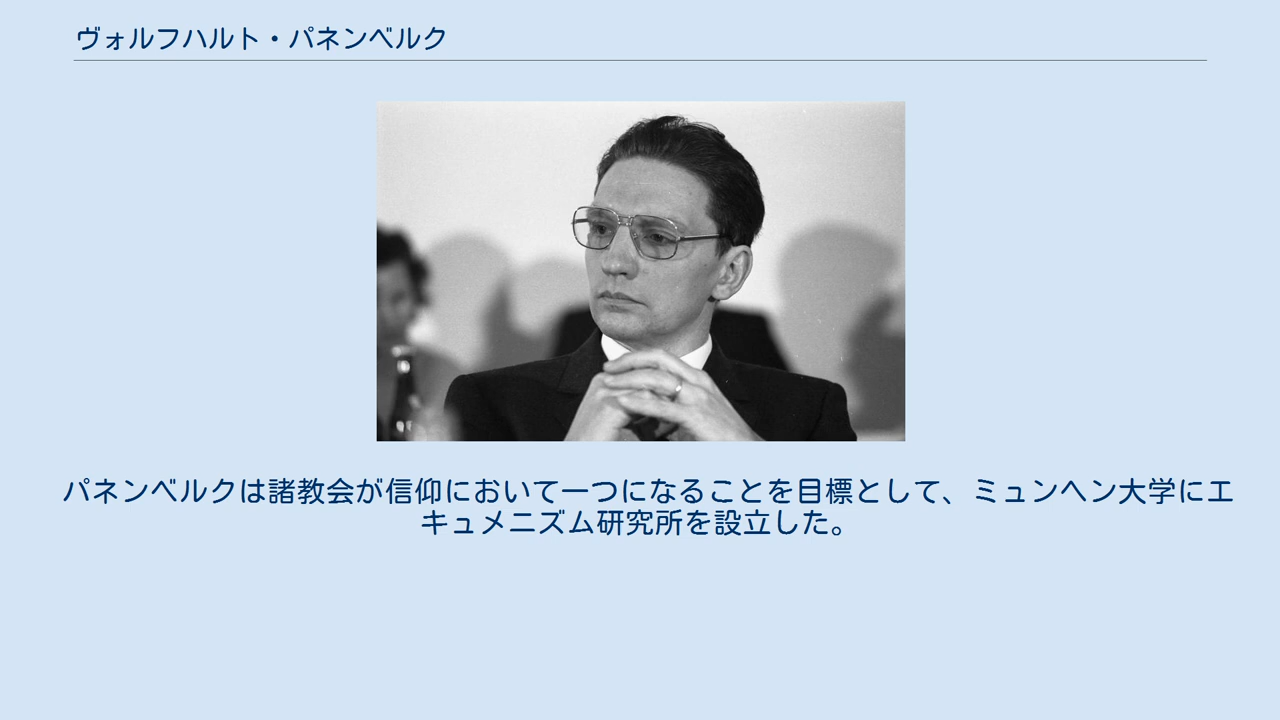 ヴォルフハルト・パネンベルク
パネンベルクは諸教会が信仰において一つになることを目標として、ミュンヘン大学にエ
キュメニズム研究所を設立した。